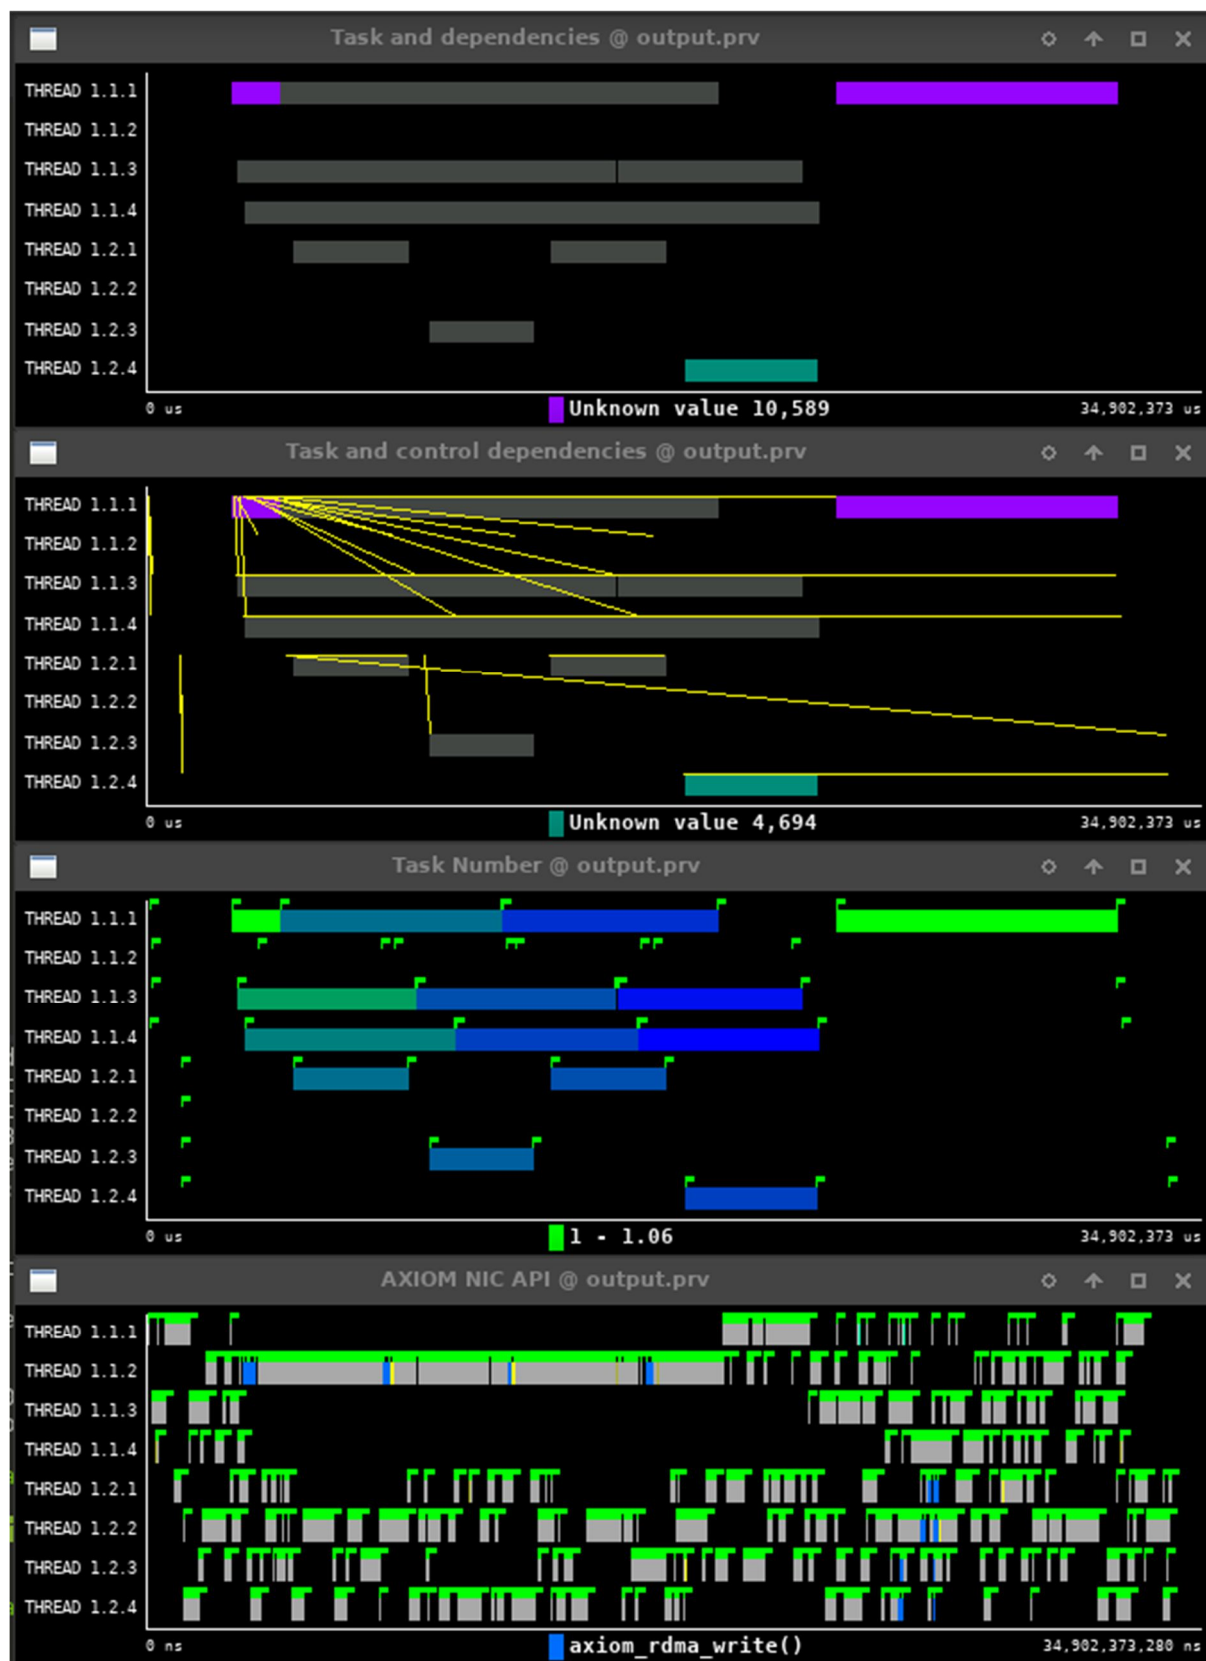 Task and dependencies @ output.prv
THREAD 1.1.1
THREAD 1.1.2
THREAD 1.1.3
THREAD 1.1.4
THREAD 1.2.1
THREAD 1.2.2
THREAD 1.2.3
THREAD 1.2.4
0 us Unknown value 10,589 34,902,373 us
Task and control dependencies @ output.prv
THREAD 1.1.1
THREAD 1.1.2
THREAD 1.1.3
THREAD 1.1.4
THREAD 1.2.1
THREAD 1.2.2
THREAD 1.2.3
THREAD 1.2.4
0 us Unknown value 4,694 34,902,373 us
Task Number @ output.prv
THREAD 1.1.1
THREAD 1.1.2
THREAD 1.1.3
THREAD 1.1.4
THREAD 1.2.1
THREAD 1.2.2
THREAD 1.2.3
THREAD 1.2.4
0 us 1 - 1.06 34,902,373 us
AXIOM NIC API @ output.prv
THREAD 1.1.1
THREAD 1.1.2
THREAD 1.1.3
THREAD 1.1.4
THREAD 1.2.1
THREAD 1.2.2
THREAD 1.2.3
THREAD 1.2.4
0 ns axiom_rdma_write() 34,902,373,280 ns